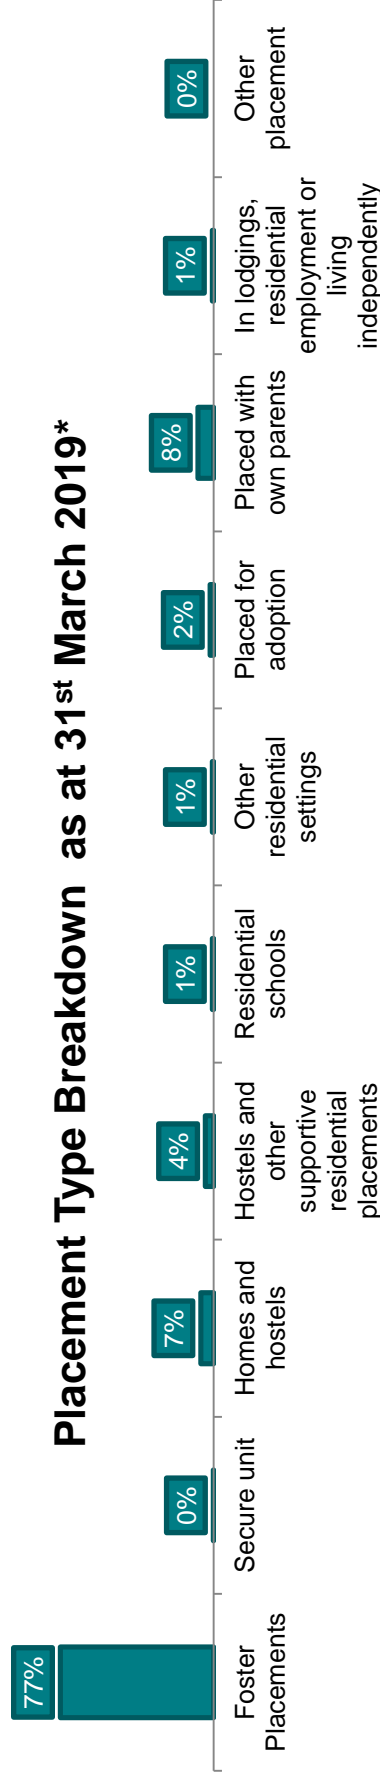 Placement Type Breakdown as at 31st March 2019*
77%
0%
7%
4%
1%
1%
2%
8%
1%
0%
Foster
Placements
Secure unit
Homes and
hostels
Hostels and
other
supportive
residential
placements
Residential
schools
Other
residential
settings
Placed for
adoption
Placed with
own parents
In lodgings,
residential
employment or
living
independently
Other
placement